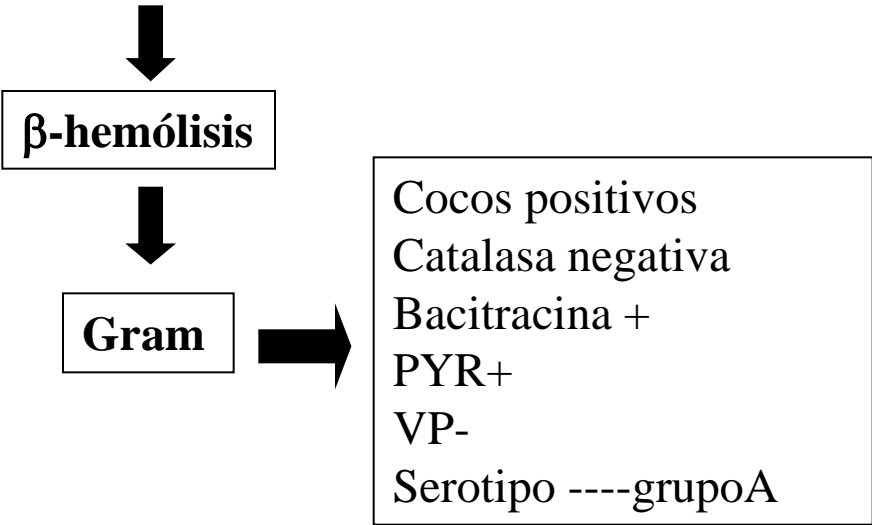 β-hemólisis
Gram
Cocos positivos
Catalasa negativa
Bacitracina +
PYR+
VP-
Serotipo ----grupoA